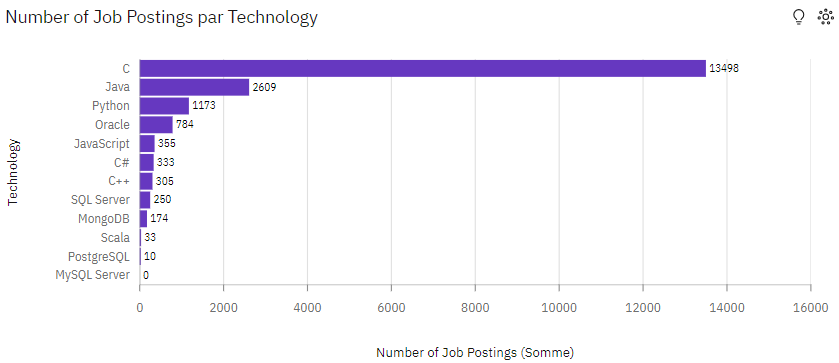 Number of Job Postings par Technology
Technology
C 13498
Java 2609
Python 1173
Oracle 784
JavaScript 355
C# 333
C++ 305
SQL Server 250
MongoDB 174
Scala 33
PostgreSQL 10
MySQL Server 0
0 2000 4000 6000 8000 10000 12000 14000 16000
Number of Job Postings (Somme)